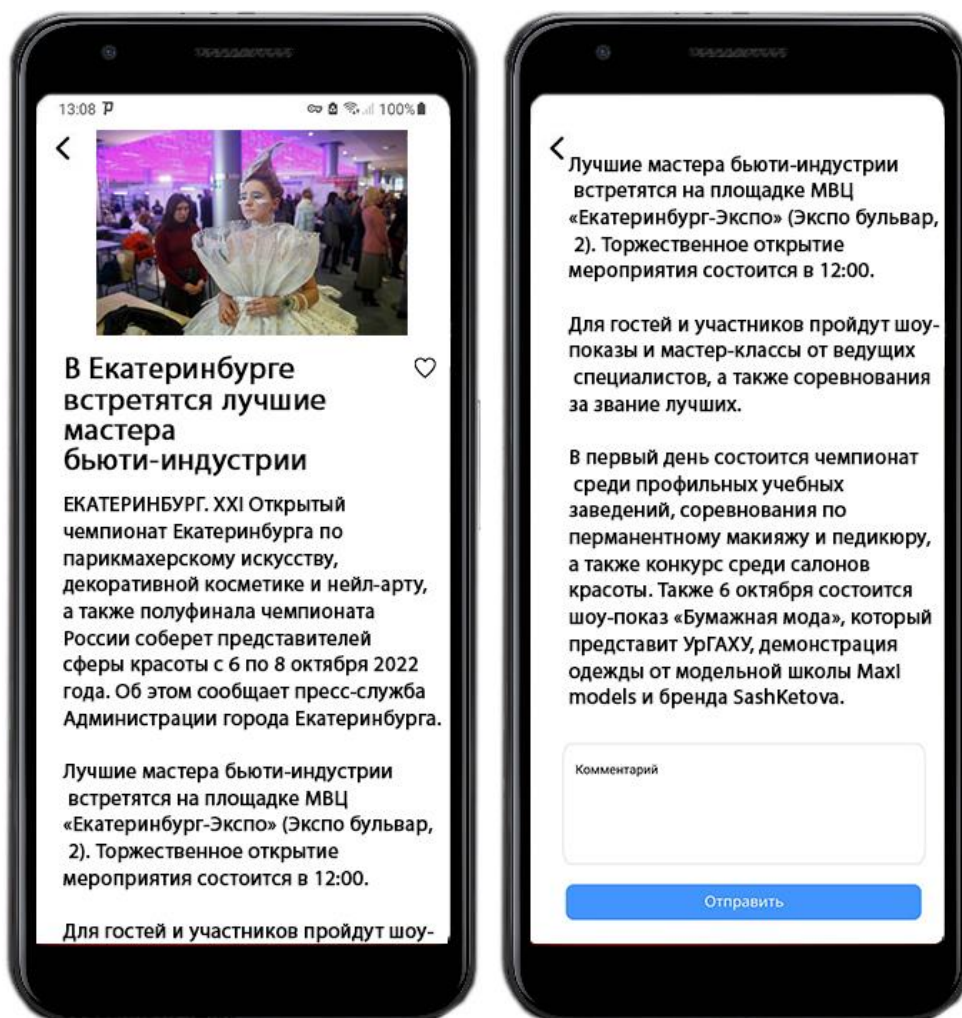 13:08
100%
В Екатеринбурге
встретятся лучшие
мастера
бьюти-индустрии
ЕКАТЕРИНБУРГ. XXI Открытый
чемпионат Екатеринбурга по
парикмахерскому искусству,
декоративной косметике и нейл-арту,
а также полуфинала чемпионата
России соберет представителей
сферы красоты с 6 по 8 октября 2022
года. Об этом сообщает пресс-служба
Администрации города Екатеринбурга.
Лучшие мастера бьюти-индустрии
встретятся на площадке МВЦ
«Екатеринбург-Экспо» (Экспо бульвар,
2). Торжественное открытие
мероприятия состоится в 12:00.
Для гостей и участников пройдут шоу-
Лучшие мастера бьюти-индустрии
встретятся на площадке МВЦ
«Екатеринбург-Экспо» (Экспо бульвар,
2). Торжественное открытие
мероприятия состоится в 12:00.
Для гостей и участников пройдут шоу-
показы и мастер-классы от ведущих
специалистов, а также соревнования
за звание лучших.
В первый день состоится чемпионат
среди профильных учебных
заведений, соревнования по
перманентному макияжу и педикюру,
а также конкурс среди салонов
красоты. Также 6 октября состоится
шоу-показ «Бумажная мода», который
представит УрГАХУ, демонстрация
одежды от модельной школы Maxi
models и бренда SashKetova.
Комментарий
Отправить